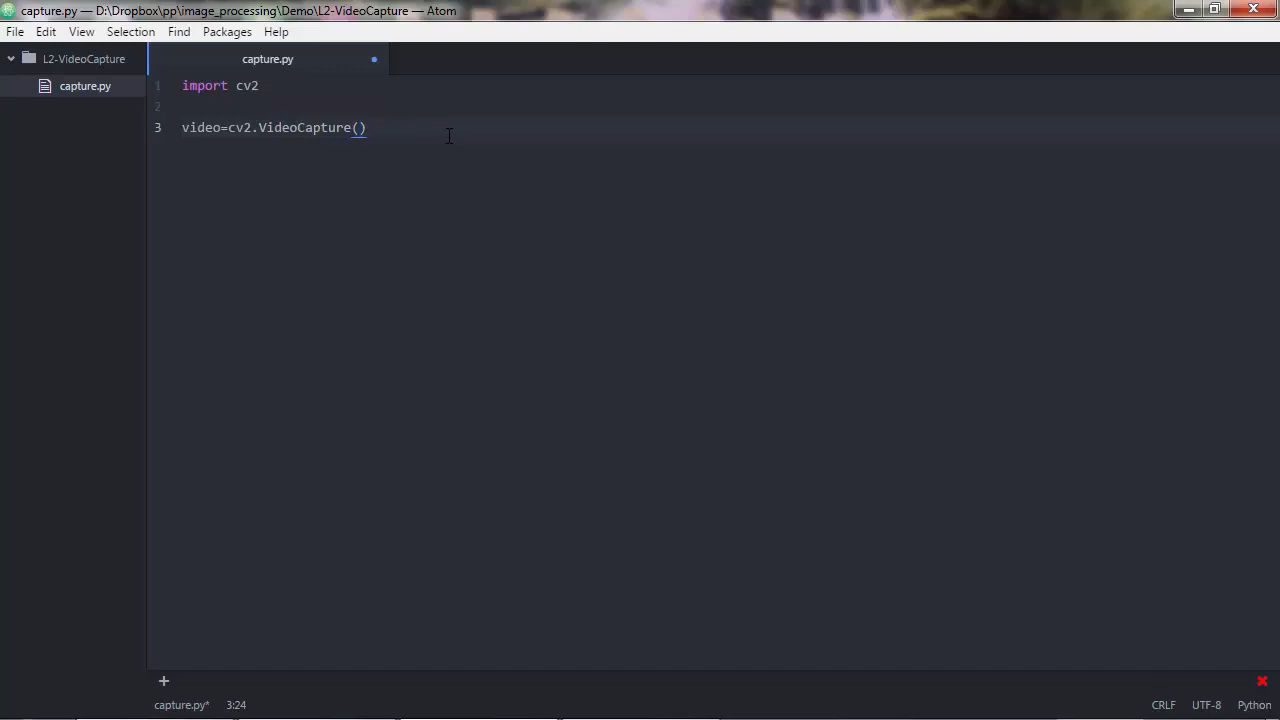 capture.py — D:\Dropbox\pp\image_processing\Demo\L2-VideoCapture — Atom
File Edit View Selection Find Packages Help
L2-VideoCapture
capture.py
capture.py
1 import cv2
2
3 video=cv2.VideoCapture()
capture.py* 3:24 CRLF UTF-8 Python